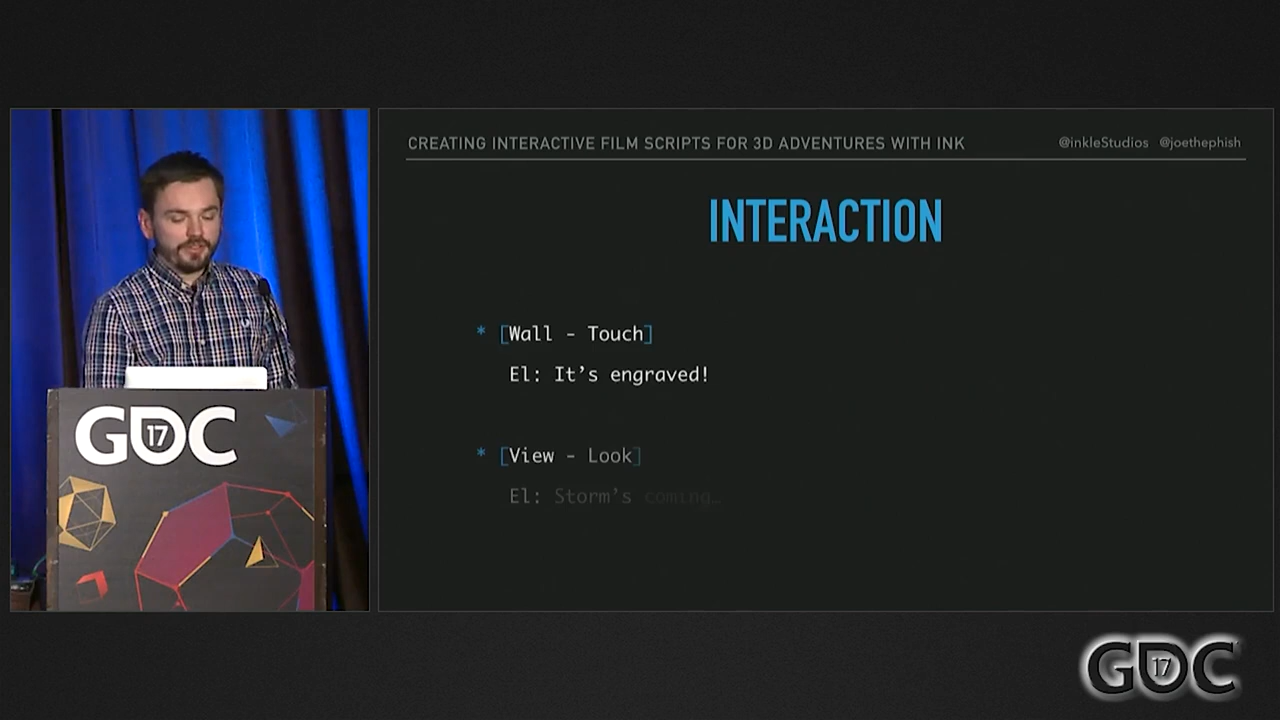 CREATING INTERACTIVE FILM SCRIPTS FOR 3D ADVENTURES WITH INK
@inkleStudios @joethephish
INTERACTION
* [Wall - Touch]
El: It's engraved!
* [View - Look]
El: Storm's coming…
GDC
17
GDC
17